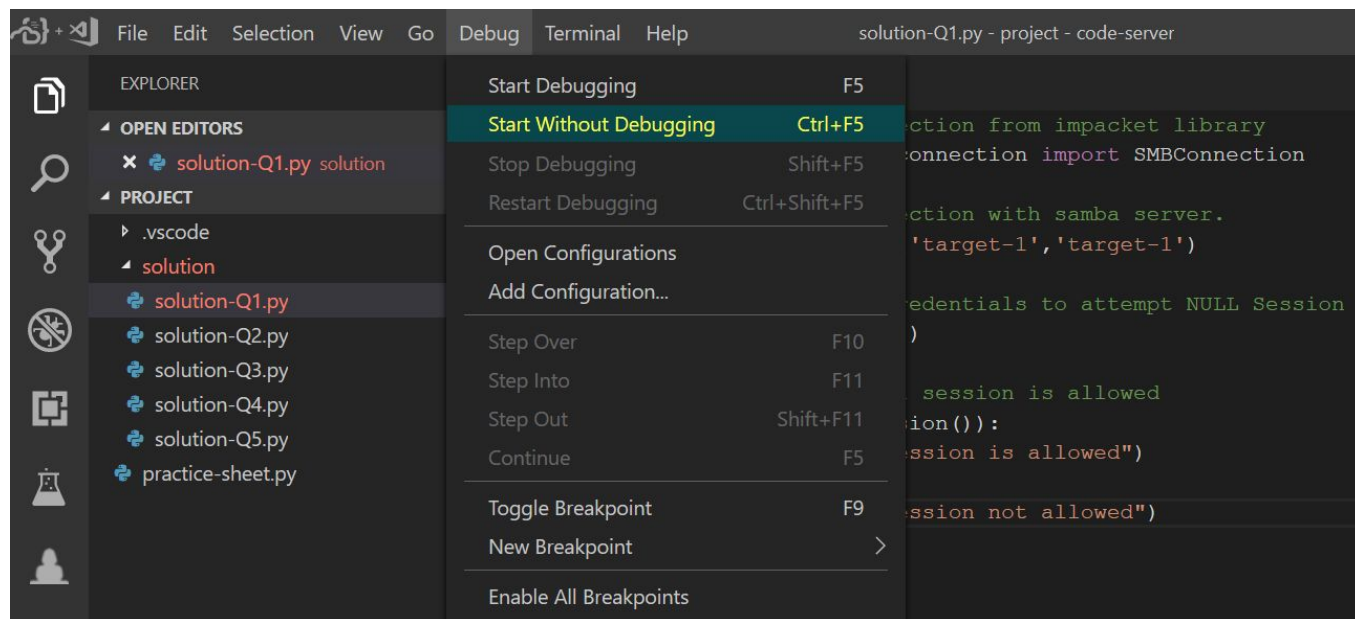 File Edit Selection View Go Debug Terminal Help solution-Q1.py - project - code-server
EXPLORER
OPEN EDITORS
solution-Q1.py solution
PROJECT
.vscode
solution
solution-Q1.py
solution-Q2.py
solution-Q3.py
solution-Q4.py
solution-Q5.py
practice-sheet.py
Start Debugging F5
Start Without Debugging Ctrl+F5
Stop Debugging Shift+F5
Restart Debugging Ctrl+Shift+F5
Open Configurations
Add Configuration...
Step Over F10
Step Into F11
Step Out Shift+F11
Continue F5
Toggle Breakpoint F9
New Breakpoint
Enable All Breakpoints
ction from impacket library
onnection import SMBConnection
ction with samba server.
'target-1','target-1')
redentials to attempt NULL Session
)
session is allowed
ion()):
ssion is allowed")
ession not allowed")